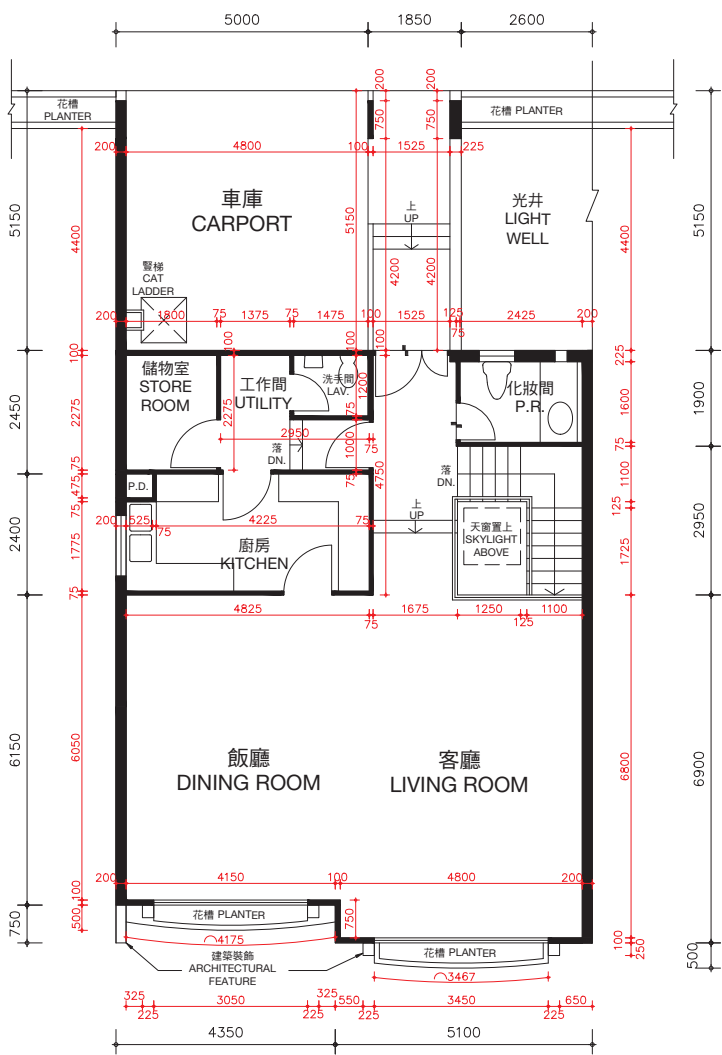 5000
1850
2600
花槽
PLANTER
花槽 PLANTER
200
750
200
750
200
4800
100
1525
225
車庫
CARPORT
上
UP
光井
LIGHT
WELL
5150
4400
5150
4200
4200
4400
5150
豎梯
CAT
LADDER
200
1800
75
1375
75
1475
100
1525
125
75
2425
200
100
100
100
225
儲物室
STORE
ROOM
工作間
UTILITY
洗手間
LAV.
化妝間
P.R.
2450
2275
2275
1200
75
1600
1900
2950
75
1000
75
落
DN.
落
DN.
75
1100
75
475
P.D.
4750
75
125
200
525
75
4225
75
上
UP
天窗置上
SKYLIGHT
ABOVE
廚房
KITCHEN
2400
1775
1725
2950
75
4825
75
1675
1250
125
1100
飯廳
DINING ROOM
客廳
LIVING ROOM
6150
6050
6800
6900
200
4150
100
4800
200
100
花槽 PLANTER
750
500
750
4175
花槽 PLANTER
100
250
500
建築裝飾
ARCHITECTURAL
FEATURE
3467
325
225
3050
325
225
550
225
3450
225
650
4350
5100